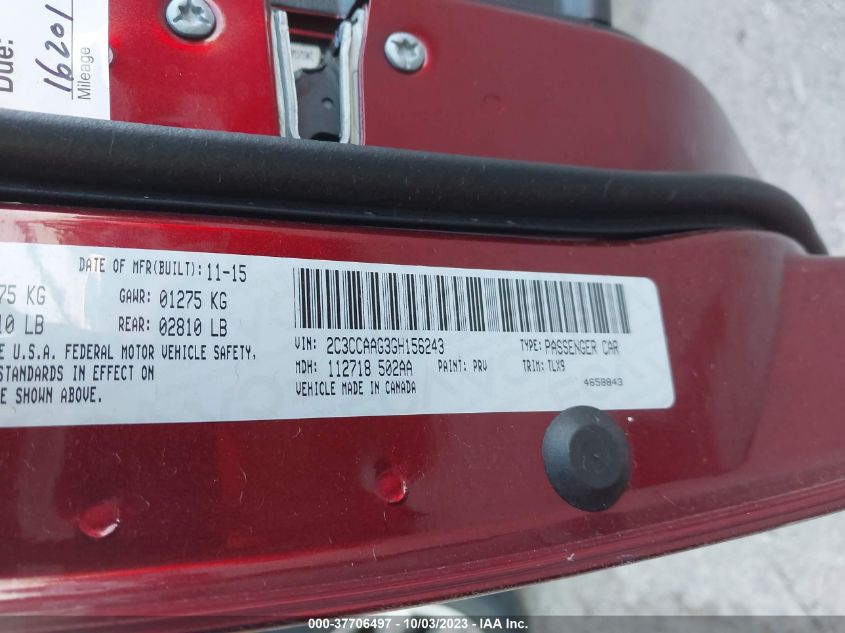 Due:
16201
Mileage
DATE OF MFR(BUILT): 11-15
75 KG GAWR: 01275 KG
10 LB REAR: 02810 LB
E U.S.A. FEDERAL MOTOR VEHICLE SAFETY,
STANDARDS IN EFFECT ON
E SHOWN ABOVE.
VIN: 2C3CCAAG3GH156243 TYPE: PASSENGER CAR
MDH: 112718 502AA PAINT: PRV TRIM: TLX9
VEHICLE MADE IN CANADA 4658843
000-37706497 - 10/03/2023 - IAA Inc.